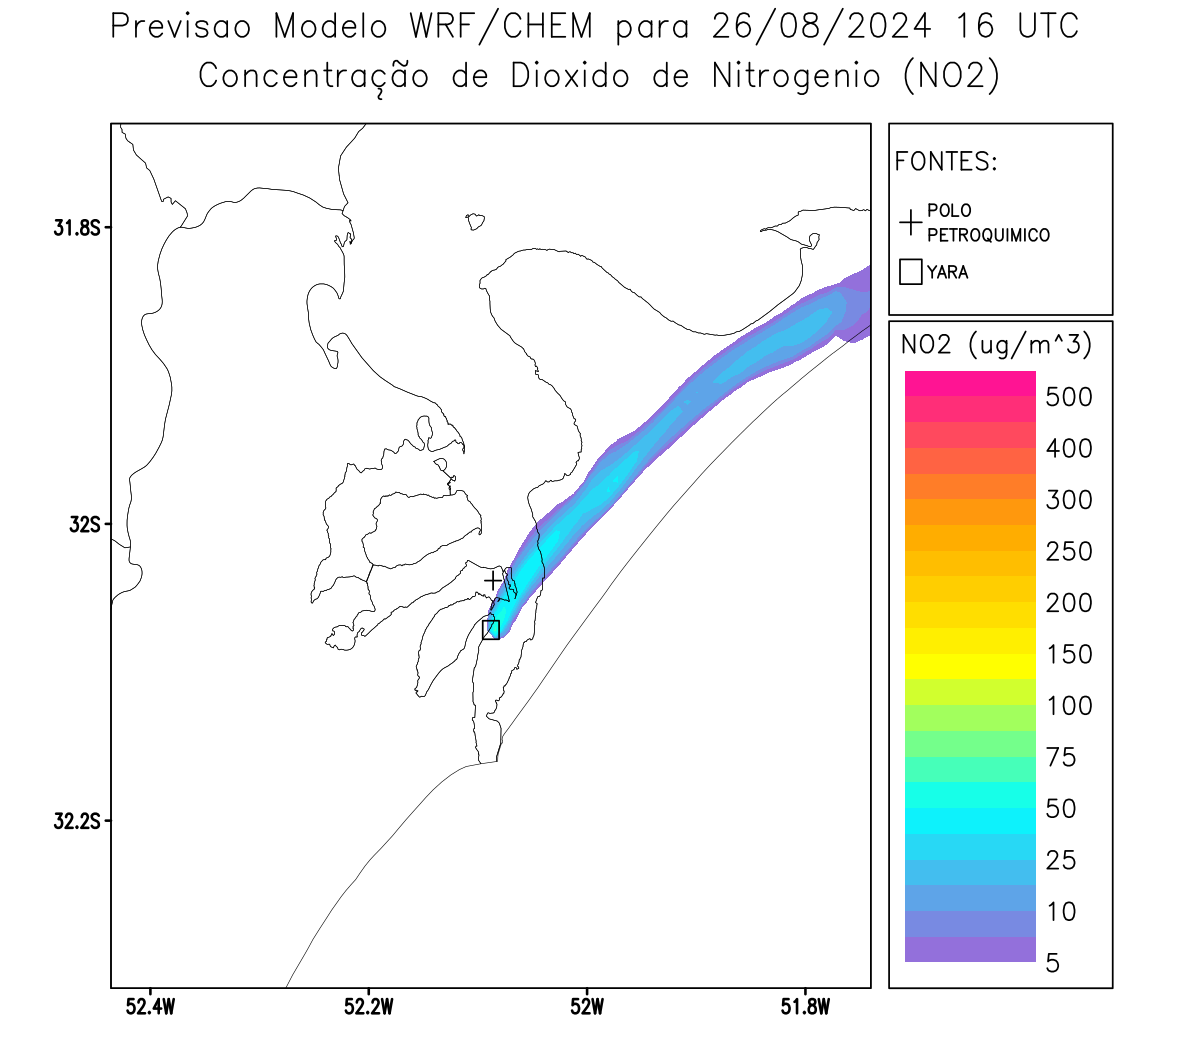 Previsao Modelo WRF/CHEM para 26/08/2024 16 UTC
Concentração de Dioxido de Nitrogenio (NO2)
FONTES:
POLO
PETROQUIMICO
YARA
NO2 (ug/m^3)
500
400
300
250
200
150
100
75
50
25
10
5
31.8S
32S
32.2S
52.4W
52.2W
52W
51.8W